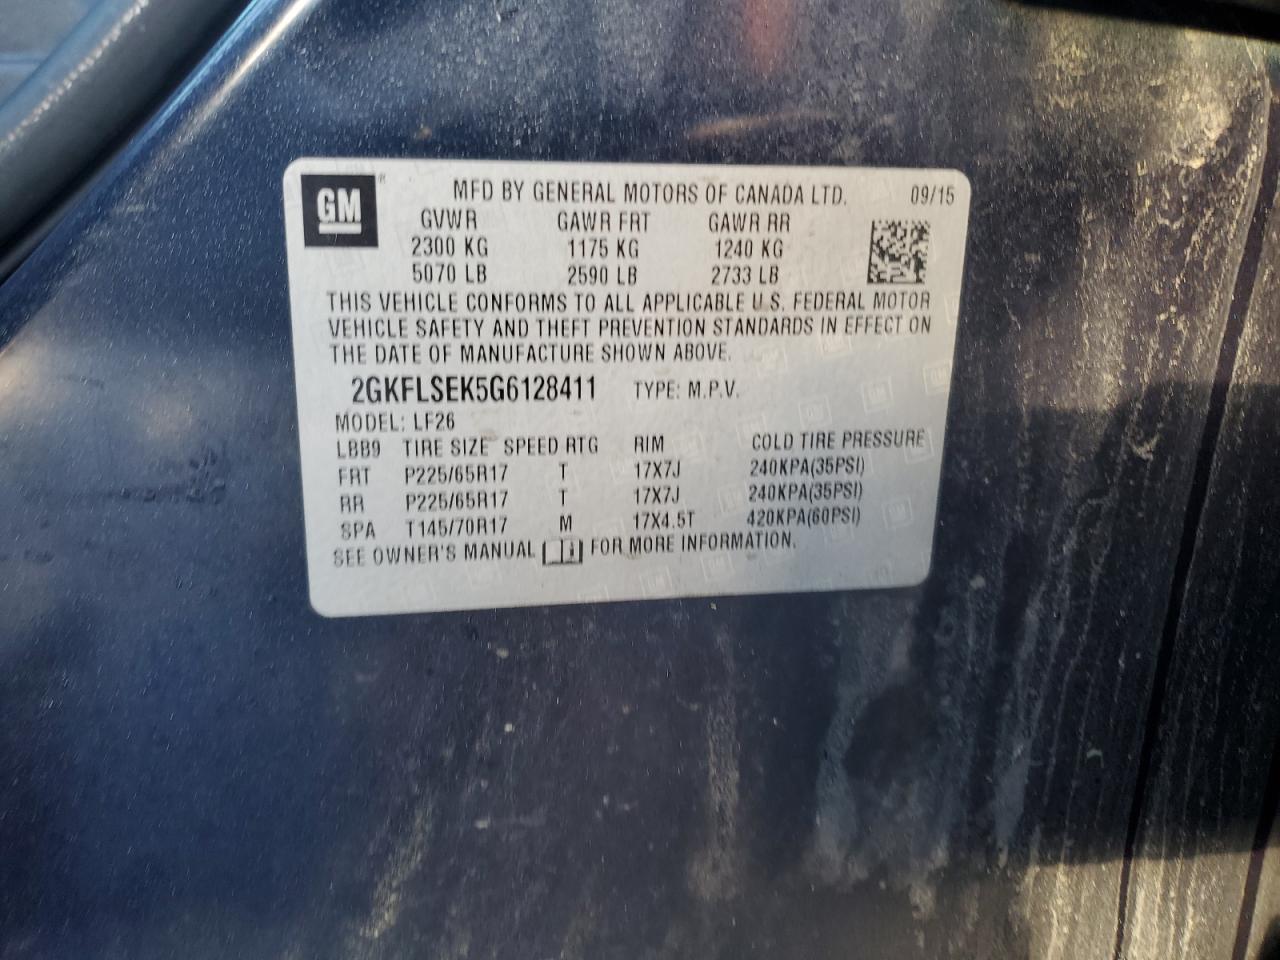 GM ®
MFD BY GENERAL MOTORS OF CANADA LTD. 09/15
GVWR GAWR FRT GAWR RR
2300 KG 1175 KG 1240 KG
5070 LB 2590 LB 2733 LB
THIS VEHICLE CONFORMS TO ALL APPLICABLE U.S. FEDERAL MOTOR
VEHICLE SAFETY AND THEFT PREVENTION STANDARDS IN EFFECT ON
THE DATE OF MANUFACTURE SHOWN ABOVE.
2GKFLSEK5G6128411 TYPE: M.P.V.
MODEL: LF26
LBB9 TIRE SIZE SPEED RTG RIM COLD TIRE PRESSURE
FRT P225/65R17 T 17X7J 240KPA(35PSI)
RR P225/65R17 T 17X7J 240KPA(35PSI)
SPA T145/70R17 M 17X4.5T 420KPA(60PSI)
SEE OWNER'S MANUAL FOR MORE INFORMATION.